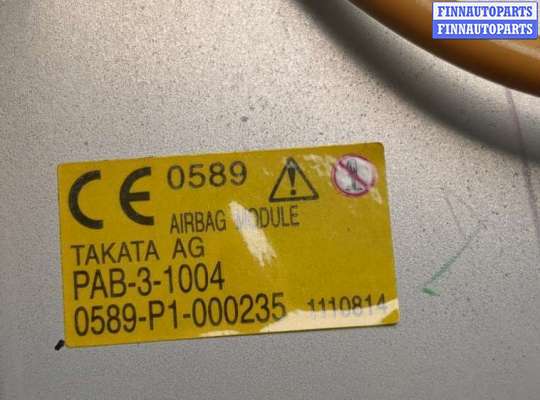 FINNAUTOPARTS
FINNAUTOPARTS
CE 0589
AIRBAG MODULE
TAKATA AG
PAB-3-1004
0589-P1-000235 1110814